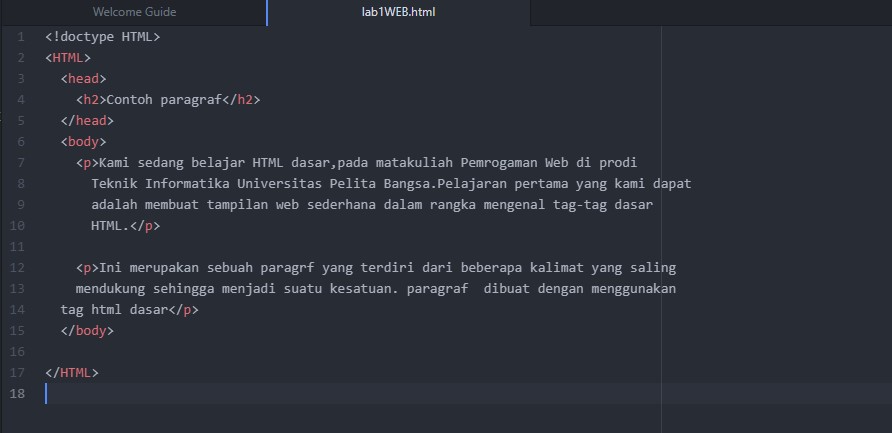 Welcome Guide
lab1WEB.html
1 <!doctype HTML>
2 <HTML>
3 <head>
4 <h2>Contoh paragraf</h2>
5 </head>
6 <body>
7 <p>Kami sedang belajar HTML dasar,pada matakuliah Pemrogaman Web di prodi
8 Teknik Informatika Universitas Pelita Bangsa.Pelajaran pertama yang kami dapat
9 adalah membuat tampilan web sederhana dalam rangka mengenal tag-tag dasar
10 HTML.</p>
11
12 <p>Ini merupakan sebuah paragrf yang terdiri dari beberapa kalimat yang saling
13 mendukung sehingga menjadi suatu kesatuan. paragraf  dibuat dengan menggunakan
14 tag html dasar</p>
15 </body>
16
17 </HTML>
18